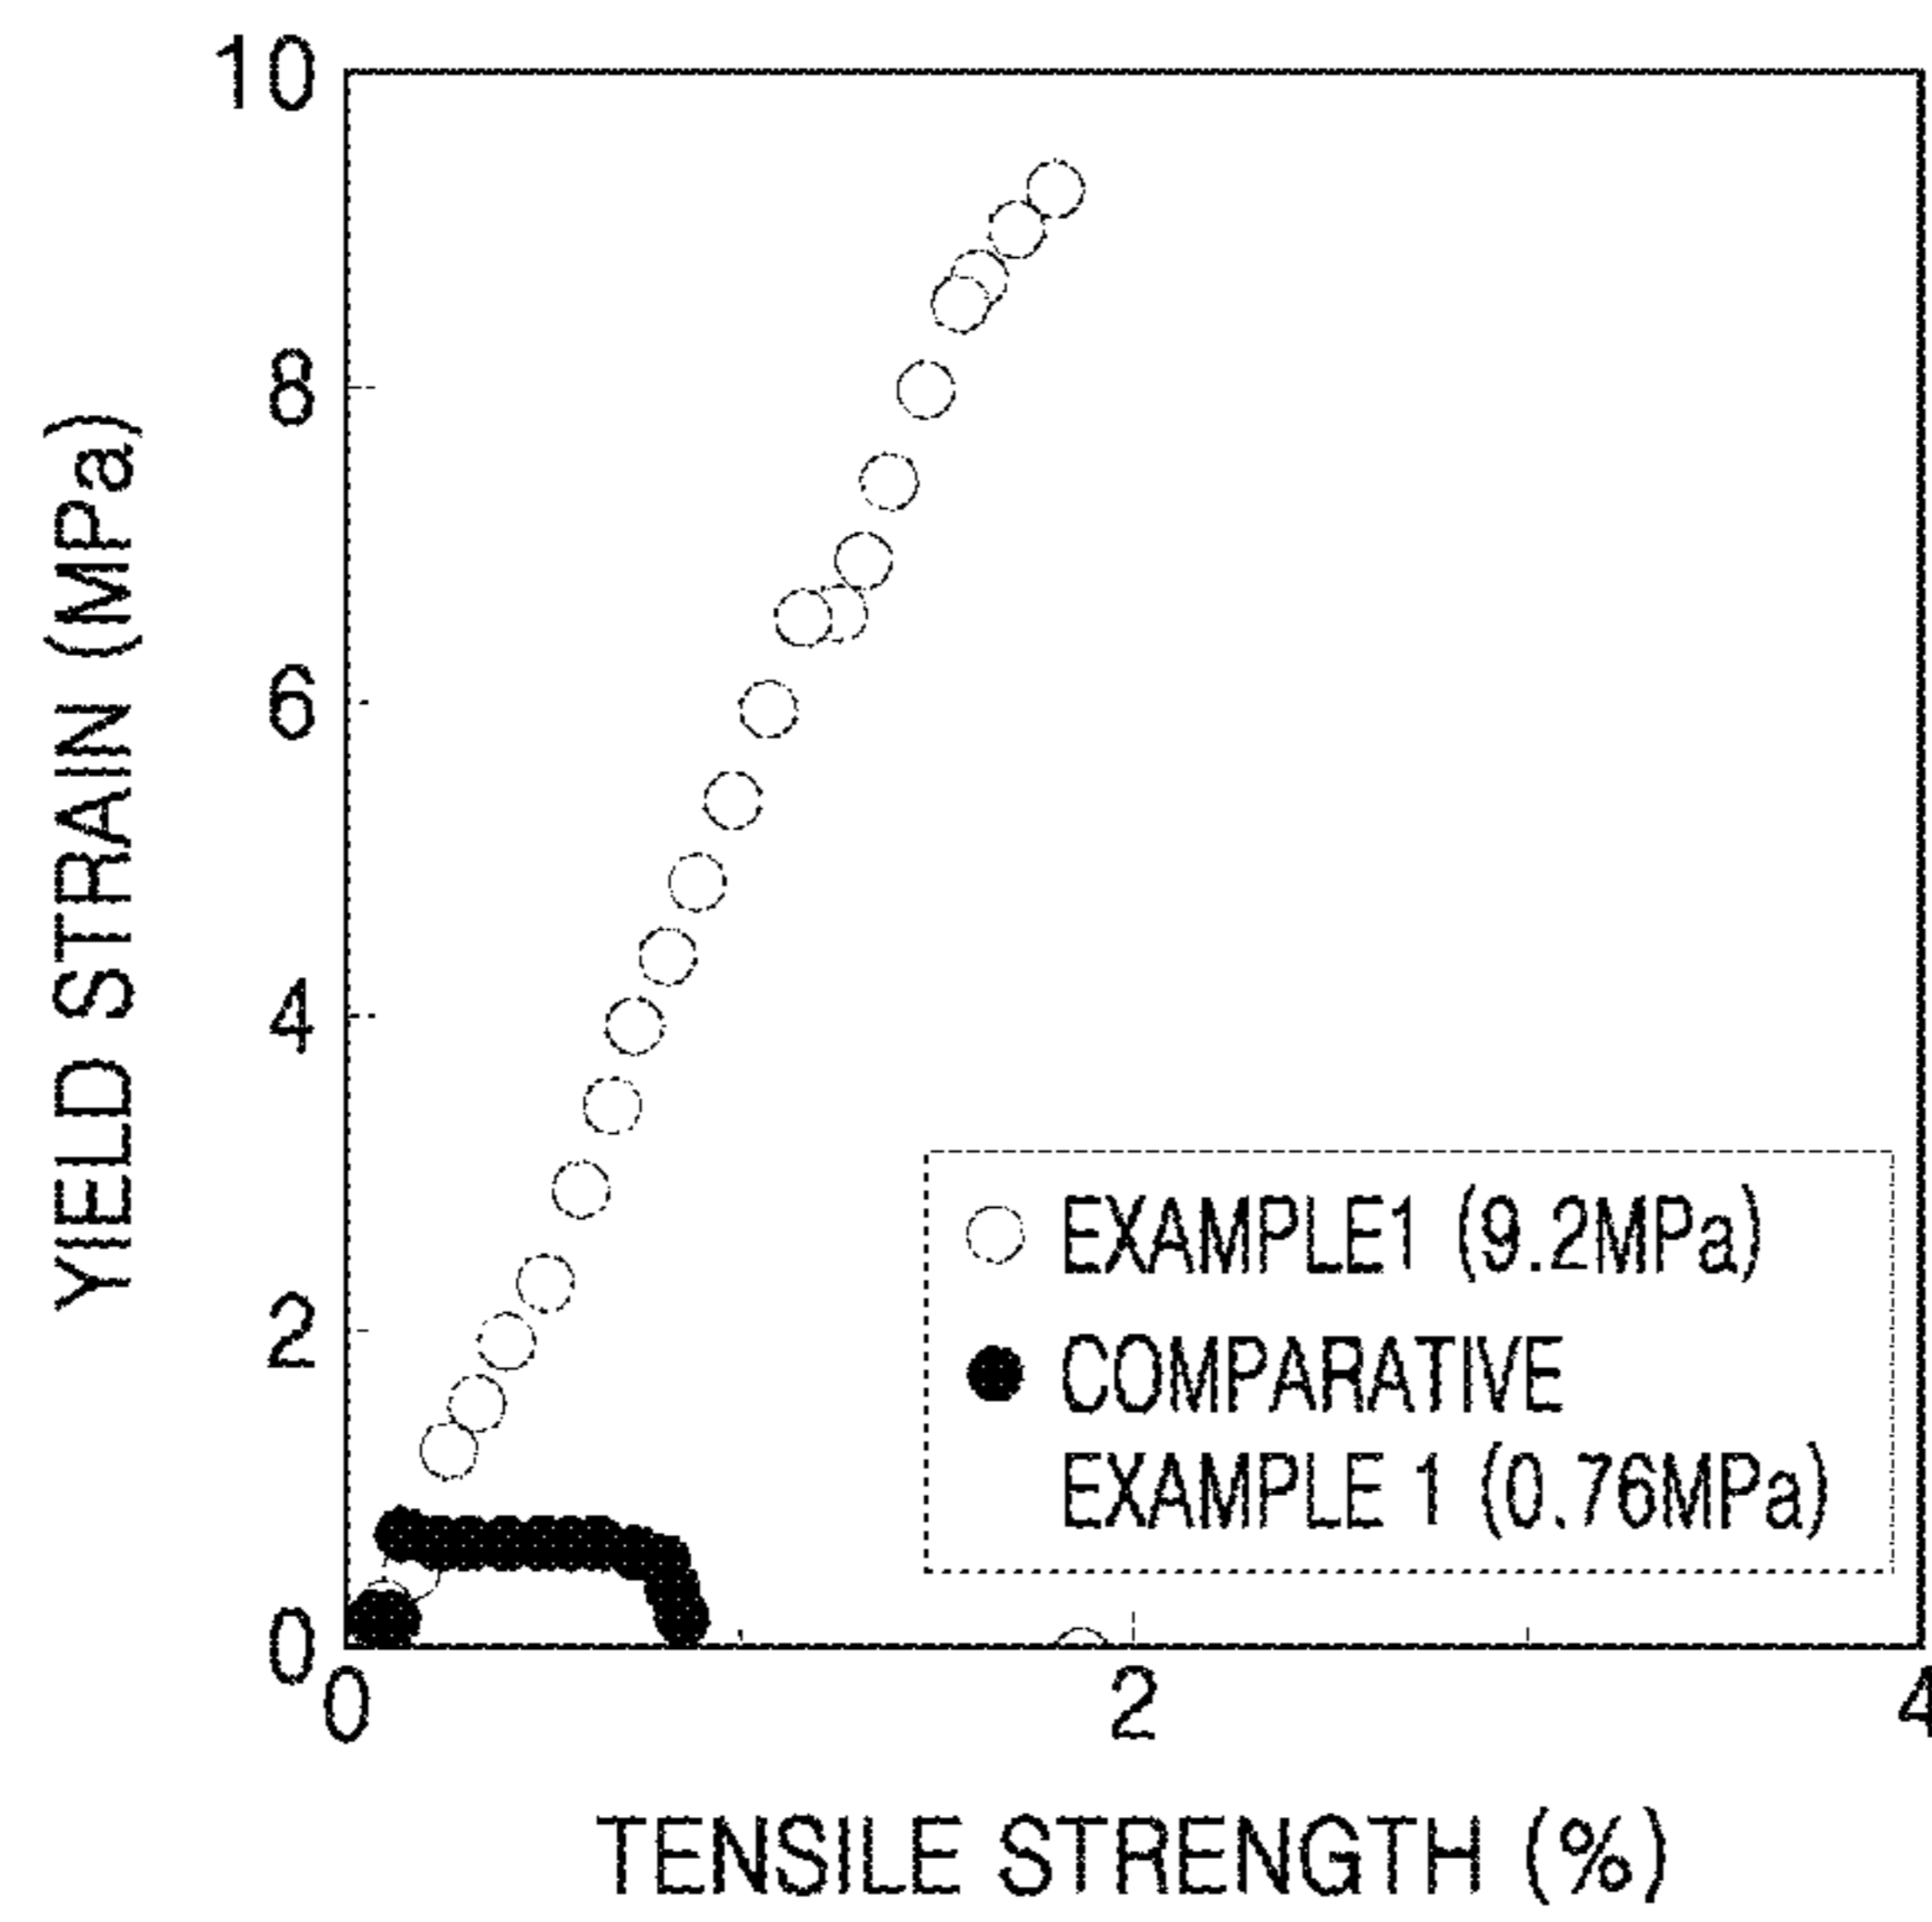 10
8
6
4
2
0
YIELD STRAIN (MPa)
EXAMPLE1 (9.2MPa)
COMPARATIVE
EXAMPLE 1 (0.76MPa)
0
2
4
TENSILE STRENGTH (%)